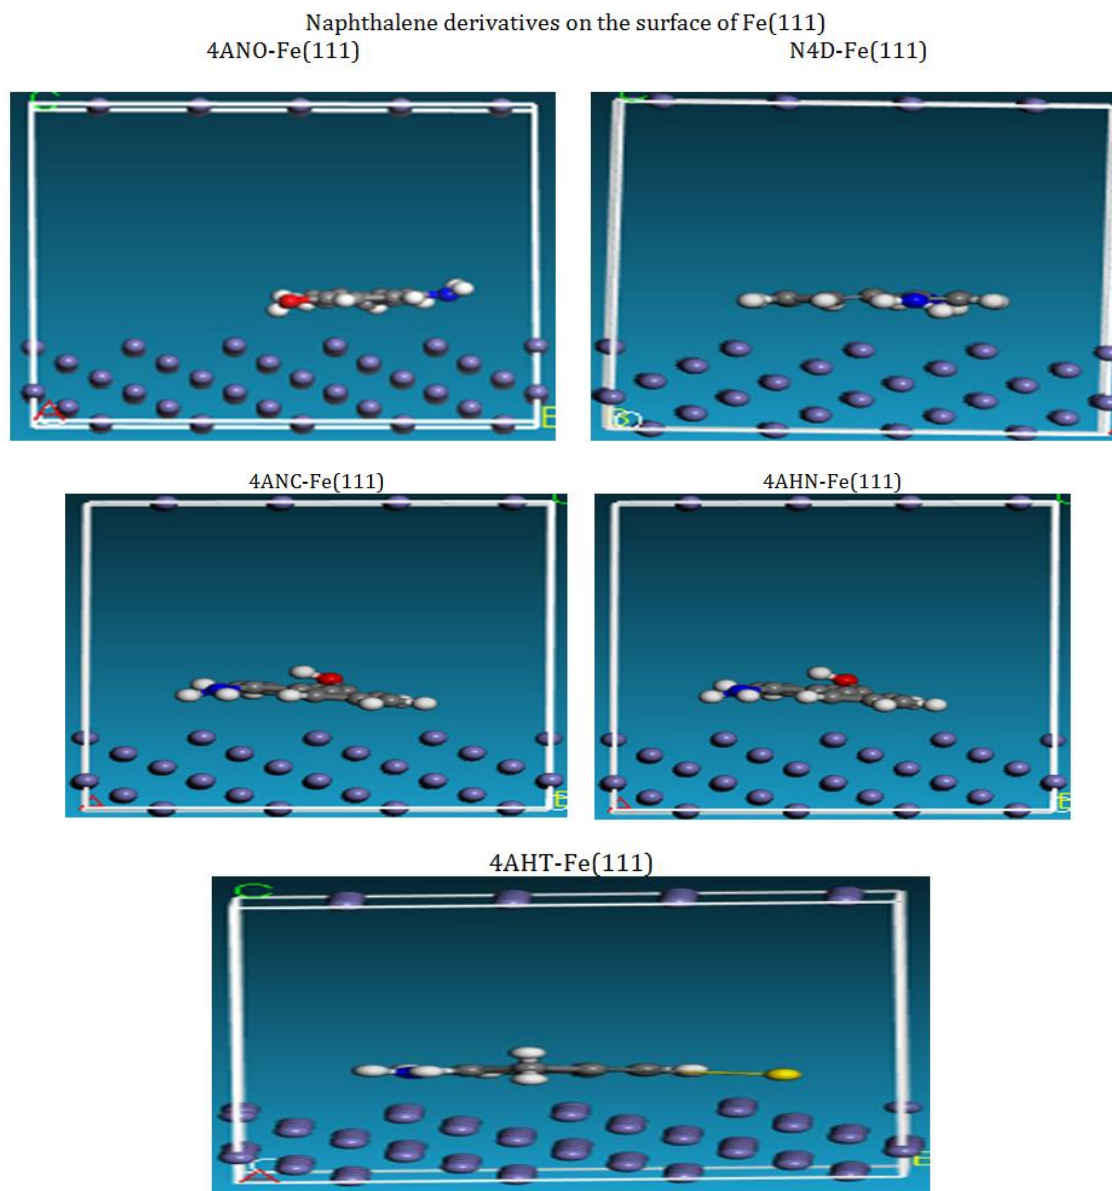 Naphthalene derivatives on the surface of Fe(111)
4ANO-Fe(111)
N4D-Fe(111)
4ANC-Fe(111)
4AHN-Fe(111)
4AHT-Fe(111)
C
A